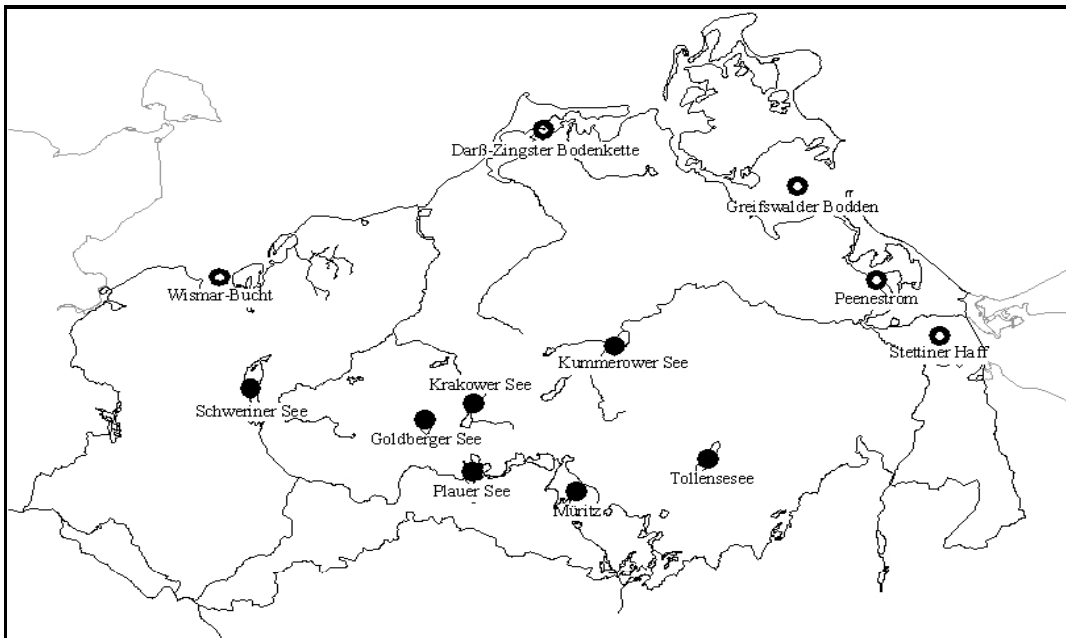 Darß-Zingster Bodenkette
Greifswalder Bodden
Wismar-Bucht
Peenestrom
Stettiner Haff
Kummerower See
Krakower See
Schweriner See
Goldberger See
Tollensesee
Plauer See
Müritz